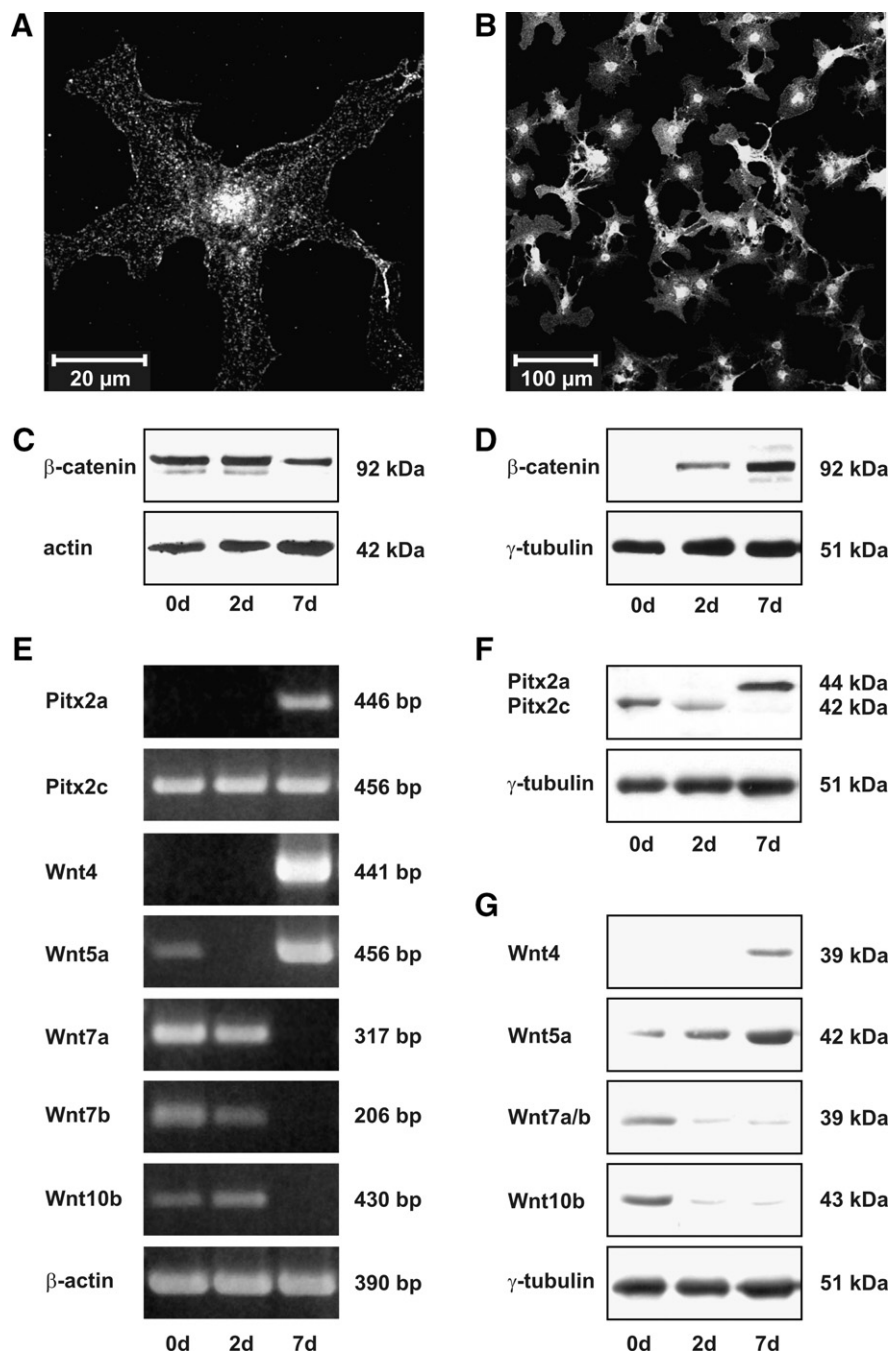 A
B
20 µm
100 µm
C
β-catenin
92 kDa
actin
42 kDa
0d 2d 7d
D
β-catenin
92 kDa
γ-tubulin
51 kDa
0d 2d 7d
E
Pitx2a
446 bp
Pitx2c
456 bp
Wnt4
441 bp
Wnt5a
456 bp
Wnt7a
317 bp
Wnt7b
206 bp
Wnt10b
430 bp
β-actin
390 bp
0d 2d 7d
F
Pitx2a
44 kDa
Pitx2c
42 kDa
γ-tubulin
51 kDa
0d 2d 7d
G
Wnt4
39 kDa
Wnt5a
42 kDa
Wnt7a/b
39 kDa
Wnt10b
43 kDa
γ-tubulin
51 kDa
0d 2d 7d